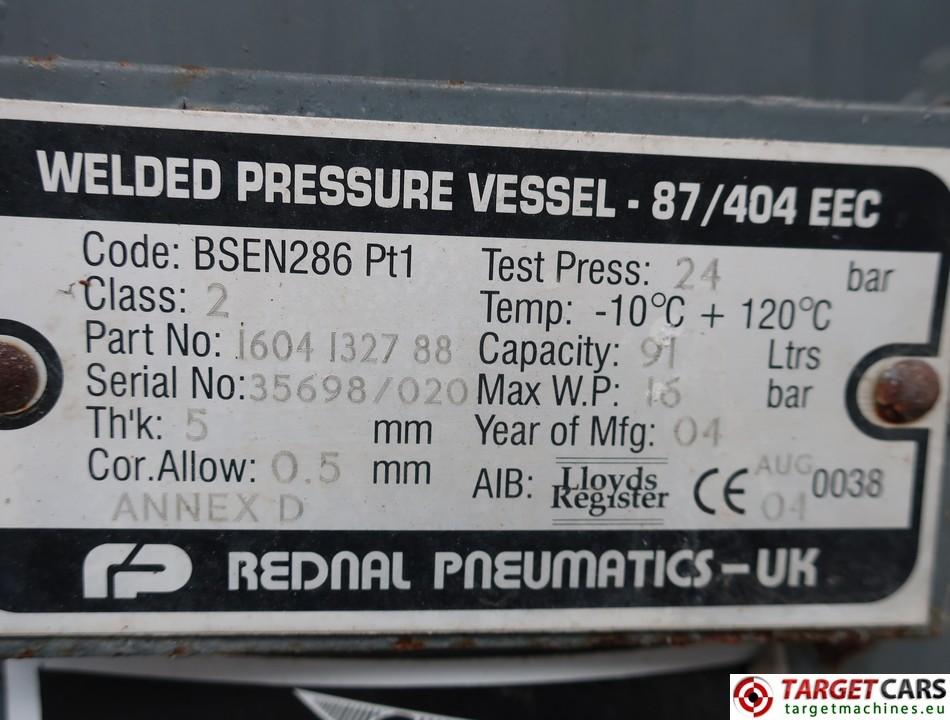 WELDED PRESSURE VESSEL - 87/404 EEC
Code: BSEN286 Pt1
Class: 2
Part No: 1604 1327 88
Serial No: 35698/020
Th'k: 5 mm
Cor.Allow: 0.5 mm
ANNEX D
Test Press: 24 bar
Temp: -10°C + 120°C
Capacity: 91 Ltrs
Max W.P: 16 bar
Year of Mfg: 04
AIB: Lloyds Register CE AUG 04 0038
REDNAL PNEUMATICS – UK
TARGETCARS
targetmachines.eu